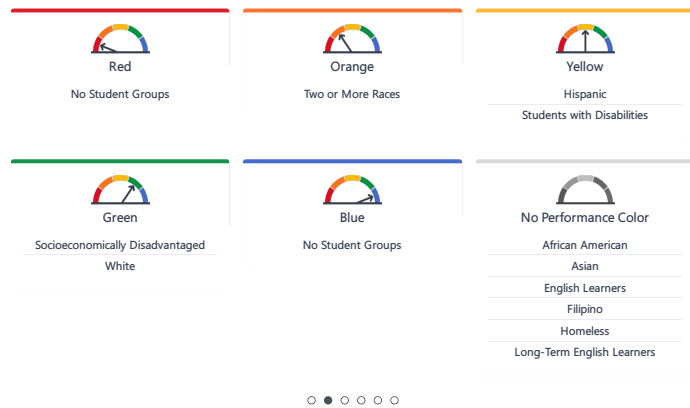 Red
No Student Groups
Orange
Two or More Races
Yellow
Hispanic
Students with Disabilities
Green
Socioeconomically Disadvantaged
White
Blue
No Student Groups
No Performance Color
African American
Asian
English Learners
Filipino
Homeless
Long-Term English Learners